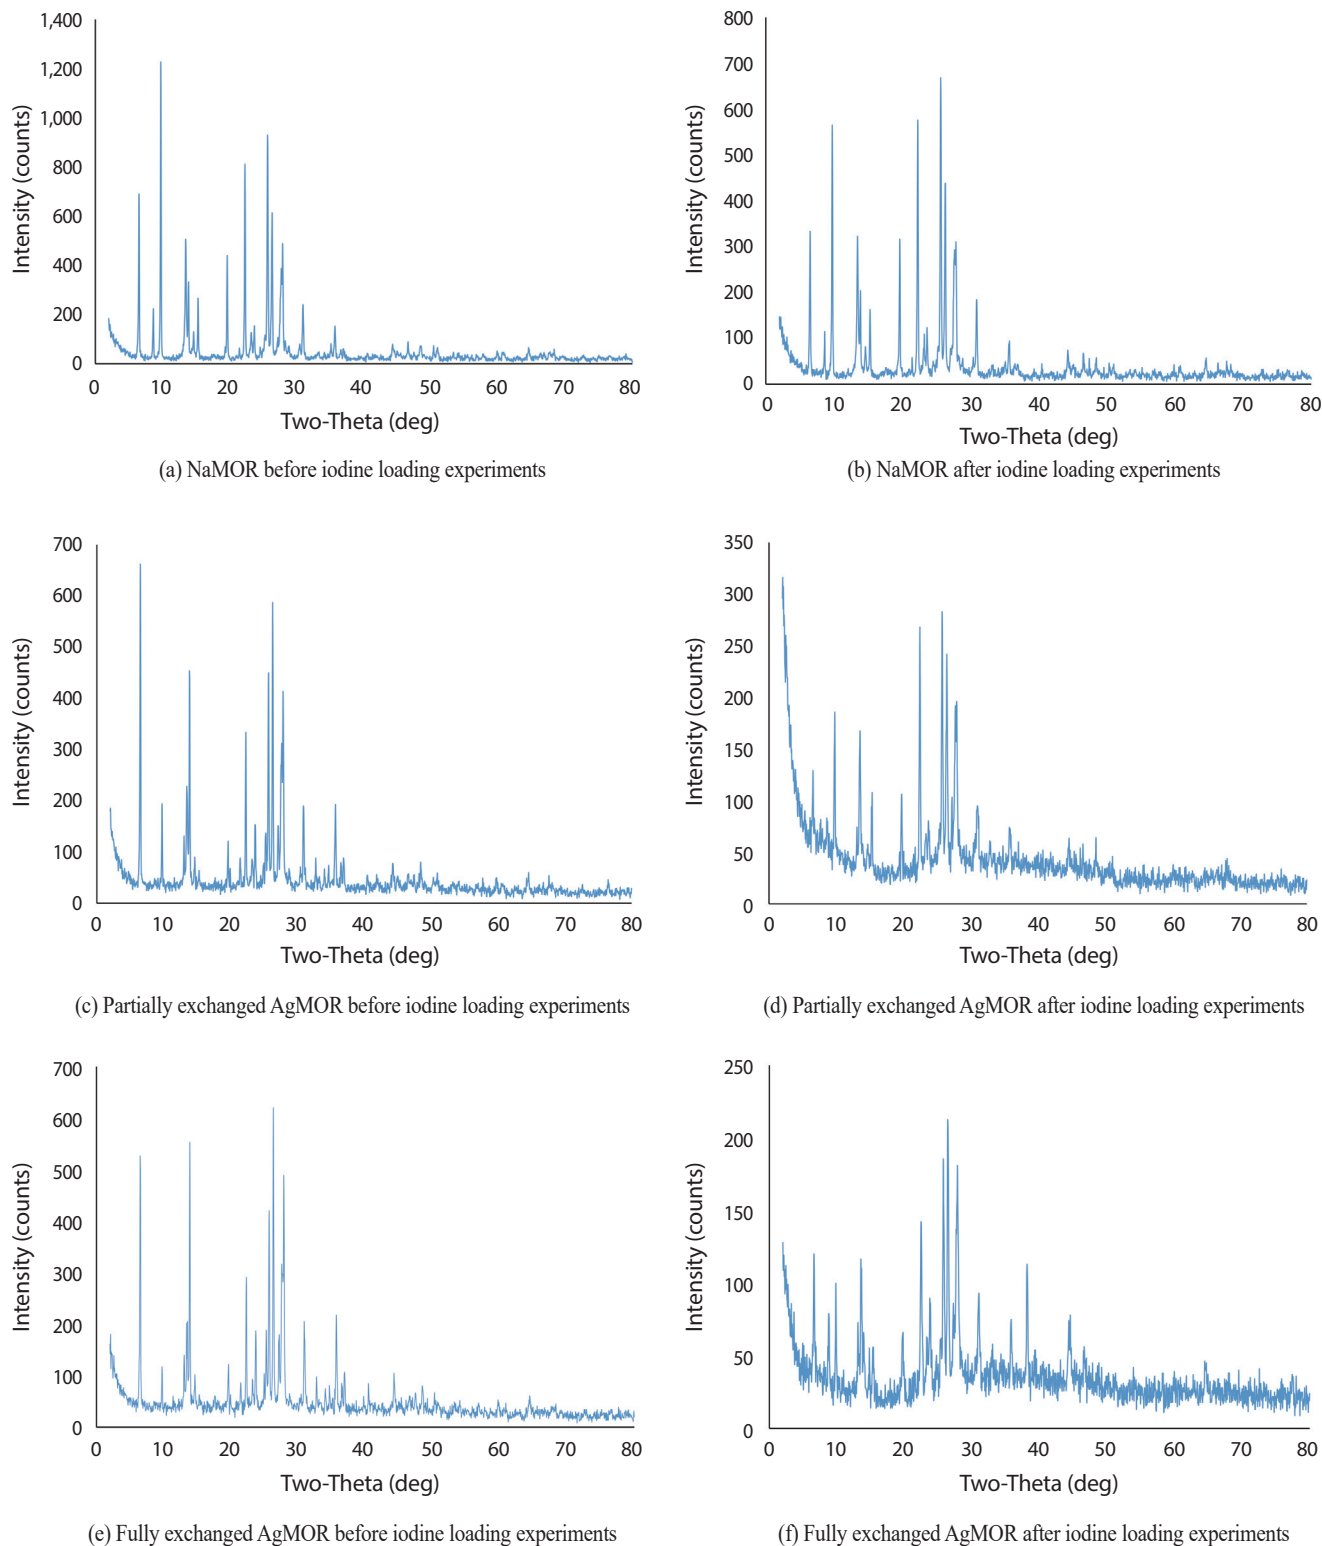 1,400
1,200
1,000
800
600
400
200
0
Intensity (counts)
0 10 20 30 40 50 60 70 80
Two-Theta (deg)
(a) NaMOR before iodine loading experiments
800
700
600
500
400
300
200
100
0
Intensity (counts)
0 10 20 30 40 50 60 70 80
Two-Theta (deg)
(b) NaMOR after iodine loading experiments
700
600
500
400
300
200
100
0
Intensity (counts)
0 10 20 30 40 50 60 70 80
Two-Theta (deg)
(c) Partially exchanged AgMOR before iodine loading experiments
350
300
250
200
150
100
50
0
Intensity (counts)
0 10 20 30 40 50 60 70 80
Two-Theta (deg)
(d) Partially exchanged AgMOR after iodine loading experiments
700
600
500
400
300
200
100
0
Intensity (counts)
0 10 20 30 40 50 60 70 80
Two-Theta (deg)
(e) Fully exchanged AgMOR before iodine loading experiments
250
200
150
100
50
0
Intensity (counts)
0 10 20 30 40 50 60 70 80
Two-Theta (deg)
(f) Fully exchanged AgMOR after iodine loading experiments